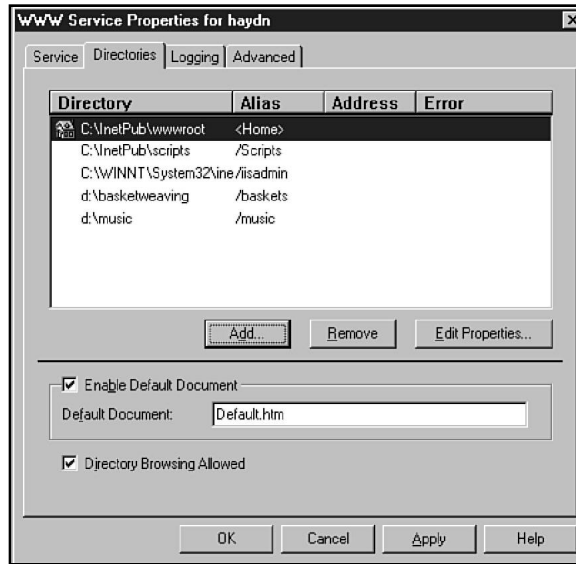 WWW Service Properties for haydn
Service Directories Logging Advanced
Directory Alias Address Error
C:\InetPub\wwwroot <Home>
C:\InetPub\scripts /Scripts
C:\WINNT\System32\ine /iisadmin
d:\basketweaving /baskets
d:\music /music
Add... Remove Edit Properties...
Enable Default Document
Default Document: Default.htm
Directory Browsing Allowed
OK Cancel Apply Help